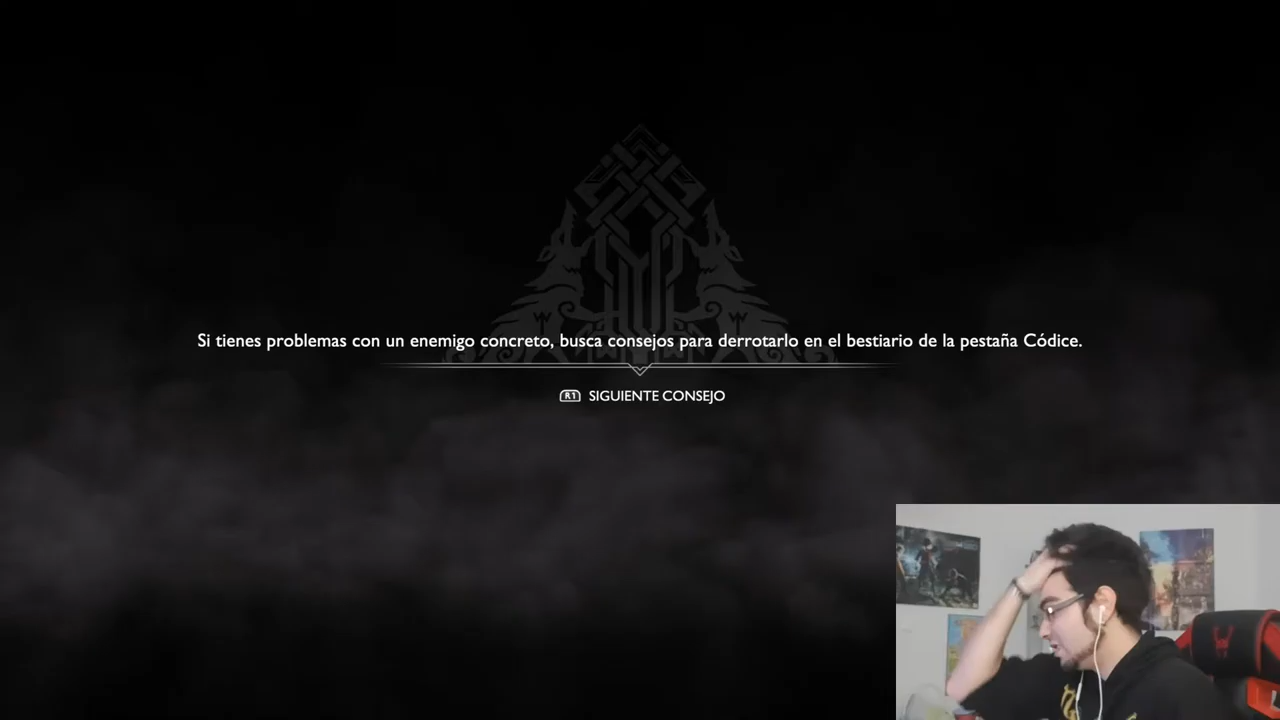 Si tienes problemas con un enemigo concreto, busca consejos para derrotarlo en el bestiario de la pestaña Códice.
R1 SIGUIENTE CONSEJO